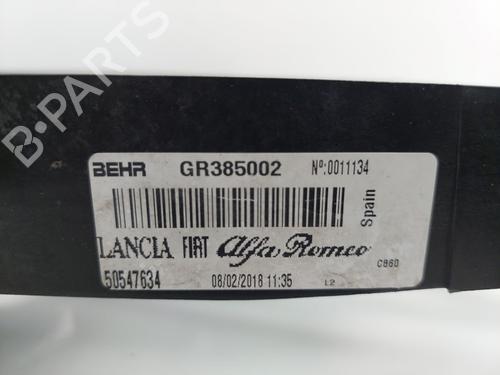 B-PARTS
BEHR GR385002 Nº:0011134
Spain
LANCIA FIAT Alfa Romeo
C860
50547634 08/02/2018 11:35 L2